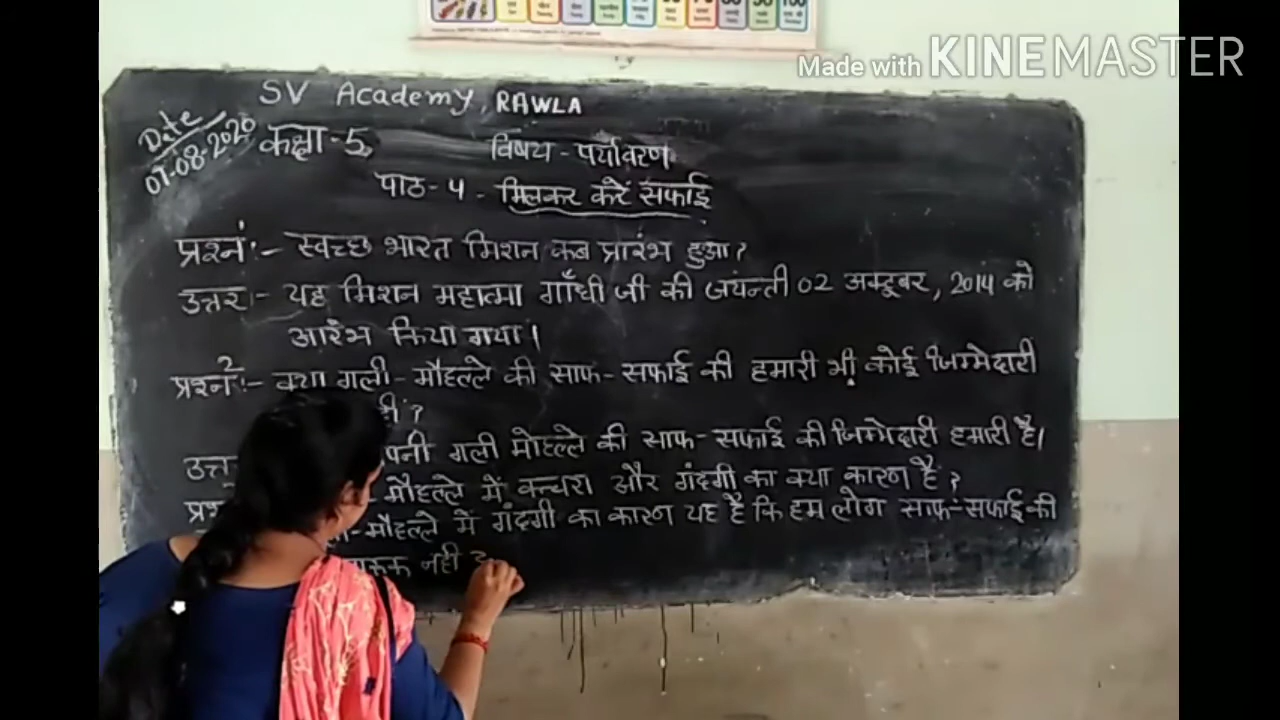 Made with KINEMASTER
SV Academy, RAWLA
Date
07-08-2020
कक्षा-5
विषय - पर्यावरण
पाठ- 4 - मिलकर करें सफाई
प्रश्नं:- स्वच्छ भारत मिशन कब प्रारंभ हुआ?
उत्तर:- यह मिशन महात्मा गाँधी जी की जयन्ती 02 अक्टूबर, 2014 को
आरंभ किया गया।
प्रश्नः2:- क्या गली-मौहल्ले की साफ-सफाई की हमारी भी कोई जिम्मेदारी
?
पनी गली मोहल्ले की साफ-सफाई की जिम्मेदारी हमारी है।
मौहल्ले में कचरा और गंदगी का क्या कारण है?
मौहल्ले में गंदगी का कारण यह है कि हम लोग साफ-सफाई की
नही